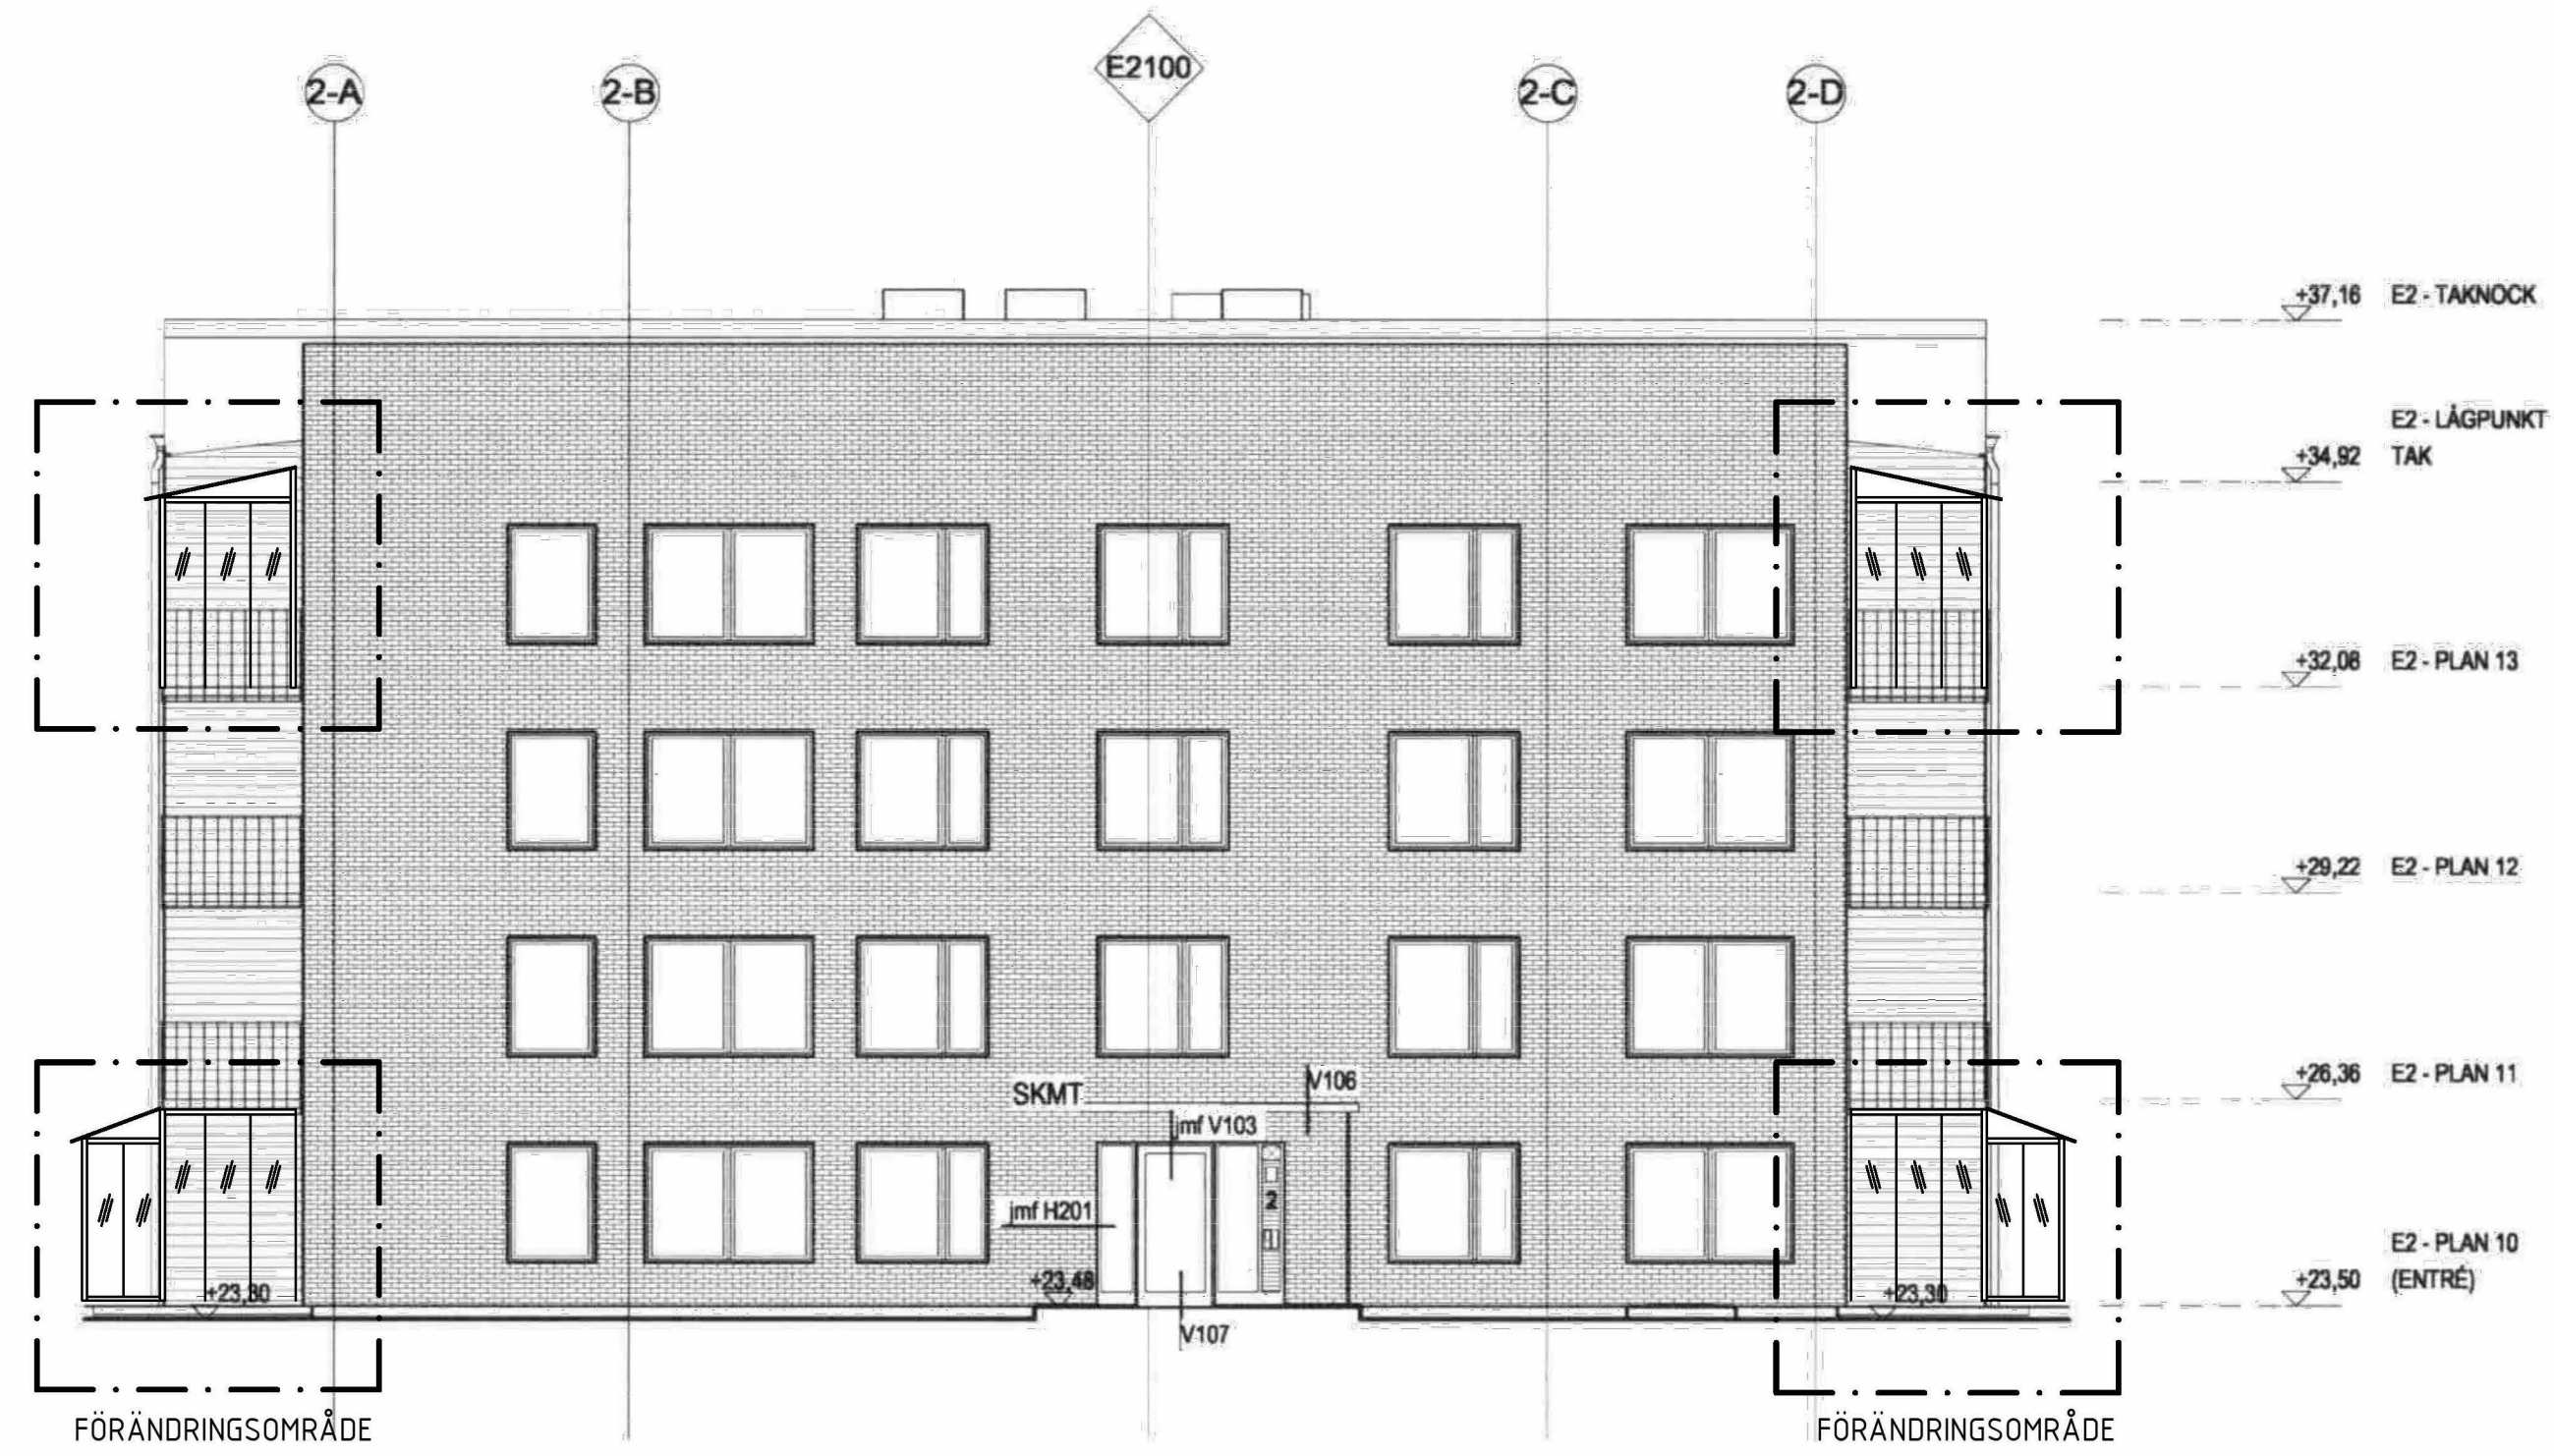 2-A
2-B
E2100
2-C
2-D
+37,16 E2 - TAKNOCK
E2 - LÅGPUNKT
+34,92 TAK
+32,08 E2 - PLAN 13
+29,22 E2 - PLAN 12
+26,36 E2 - PLAN 11
SKMT
V106
jmf V103
2
jmf H201
E2 - PLAN 10
+23,50 (ENTRÉ)
+23,30
+23,48
+23,30
V107
FÖRÄNDRINGSOMRÅDE
FÖRÄNDRINGSOMRÅDE